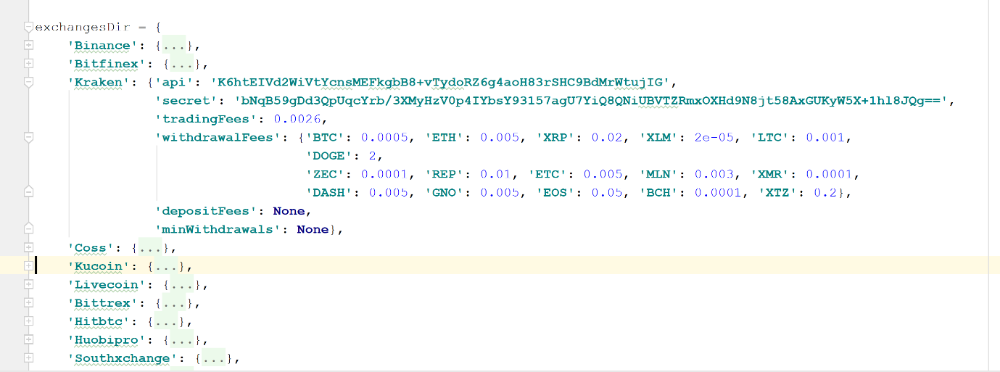 exchangesDir = {
'Binance': {...},
'Bitfinex': {...},
'Kraken': {'api': 'K6htEIVd2WiVtYcnsMEFkgbB8+vTydoRZ6g4aoH83rSHC9BdMrWtujIG',
'secret': 'bNqB59gDd3QpUqcYrb/3XMyHzV0p4IYbsY93157agU7YiQ8QNiUBVTZRmxOXHd9N8jt58AxGUKyW5X+1hl8JQg==',
'tradingFees': 0.0026,
'withdrawalFees': {'BTC': 0.0005, 'ETH': 0.005, 'XRP': 0.02, 'XLM': 2e-05, 'LTC': 0.001,
'DOGE': 2,
'ZEC': 0.0001, 'REP': 0.01, 'ETC': 0.005, 'MLN': 0.003, 'XMR': 0.0001,
'DASH': 0.005, 'GNO': 0.005, 'EOS': 0.05, 'BCH': 0.0001, 'XTZ': 0.2},
'depositFees': None,
'minWithdrawals': None},
'Coss': {...},
'Kucoin': {...},
'Livecoin': {...},
'Bittrex': {...},
'Hitbtc': {...},
'Huobipro': {...},
'Southxchange': {...},